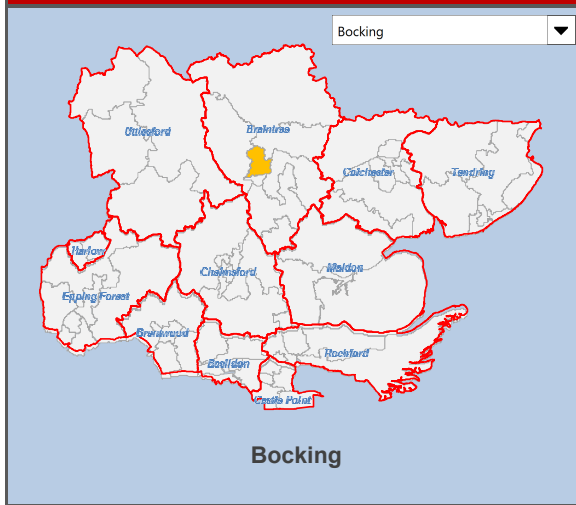 Bocking
Uttlesford
Braintree
Colchester
Tendring
Harlow
Chelmsford
Maldon
Epping Forest
Brentwood
Rochford
Basildon
Castle Point
Bocking